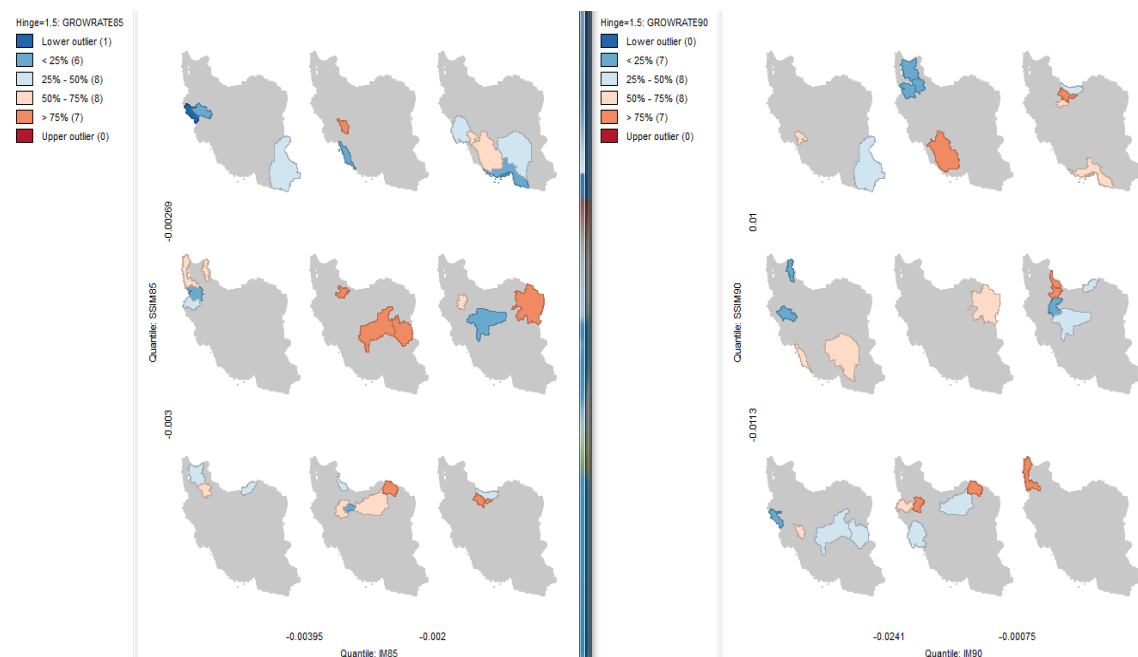 Hinge=1.5: GROWRATE85
Lower outlier (1)
< 25% (6)
25% - 50% (8)
50% - 75% (8)
> 75% (7)
Upper outlier (0)
-0.00269
Quantile: SSIM85
-0.003
-0.00395
-0.002
Quantile: IM85
Hinge=1.5: GROWRATE90
Lower outlier (0)
< 25% (7)
25% - 50% (8)
50% - 75% (8)
> 75% (7)
Upper outlier (0)
0.01
Quantile: SSIM90
-0.0113
-0.0241
-0.00075
Quantile: IM90